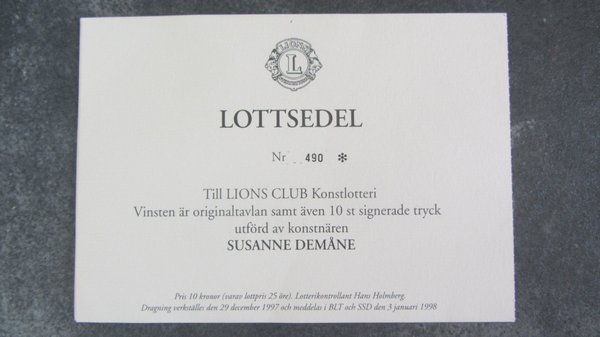 LIONS
L
LOTTSEDEL
Nr 490 *
Till LIONS CLUB Konstlotteri
Vinsten är originaltavlan samt även 10 st signerade tryck
utförd av konstnären
SUSANNE DEMÅNE
Pris 10 kronor (varav lottpris 25 öre). Lotterikontrollant Hans Holmberg.
Dragning verkställes den 29 december 1997 och meddelas i BLT och SSD den 3 januari 1998